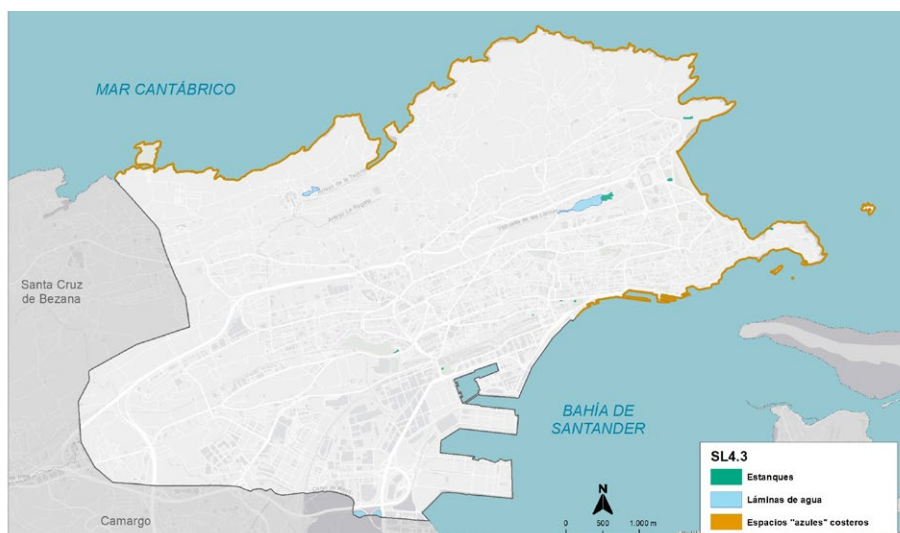 MAR CANTÁBRICO
Santa Cruz
de Bezana
BAHÍA DE
SANTANDER
Camargo
SL4.3
Estanques
Láminas de agua
Espacios "azules" costeros
N
0 500 1.000 m